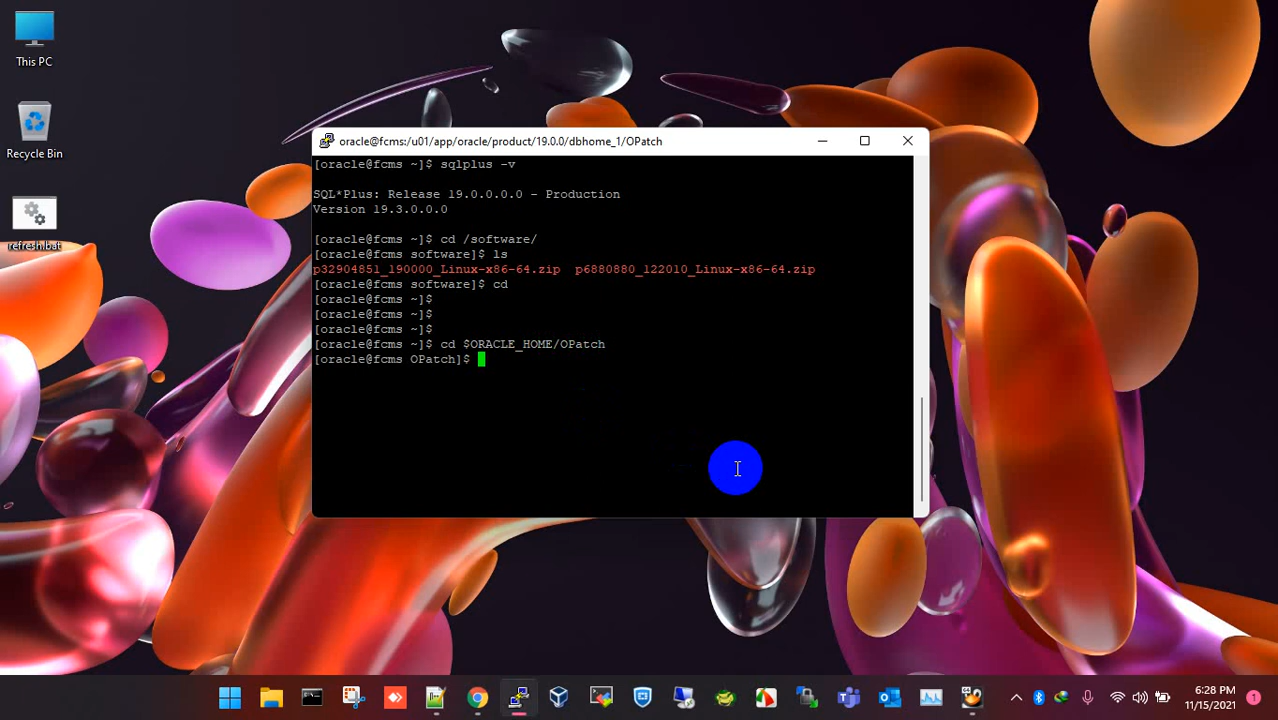 This PC
Recycle Bin
refresh.bat
oracle@fcms:/u01/app/oracle/product/19.0.0/dbhome_1/OPatch
[oracle@fcms ~]$ sqlplus -v
SQL*Plus: Release 19.0.0.0.0 - Production
Version 19.3.0.0.0
[oracle@fcms ~]$ cd /software/
[oracle@fcms software]$ ls
p32904851_190000_Linux-x86-64.zip  p6880880_122010_Linux-x86-64.zip
[oracle@fcms software]$ cd
[oracle@fcms ~]$
[oracle@fcms ~]$
[oracle@fcms ~]$
[oracle@fcms ~]$ cd $ORACLE_HOME/OPatch
[oracle@fcms OPatch]$
6:28 PM
11/15/2021
1